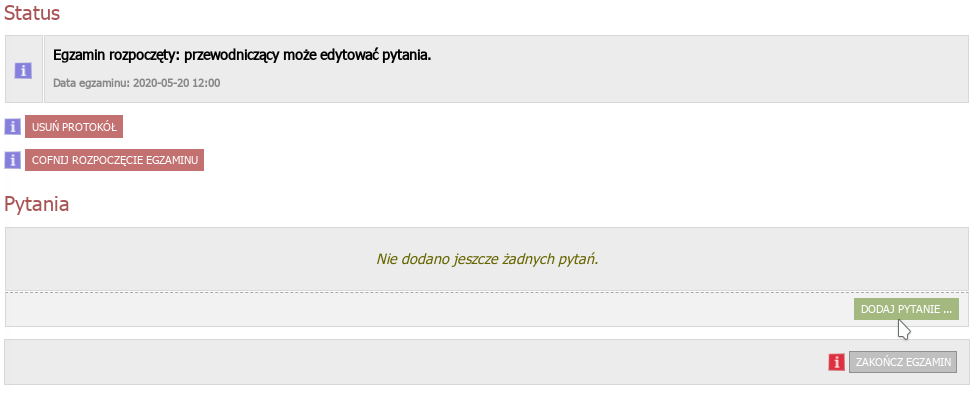 Status
Egzamin rozpoczęty: przewodniczący może edytować pytania.
Data egzaminu: 2020-05-20 12:00
USUŃ PROTOKÓŁ
COFNIJ ROZPOCZĘCIE EGZAMINU
Pytania
Nie dodano jeszcze żadnych pytań.
DODAJ PYTANIE ...
ZAKOŃCZ EGZAMIN